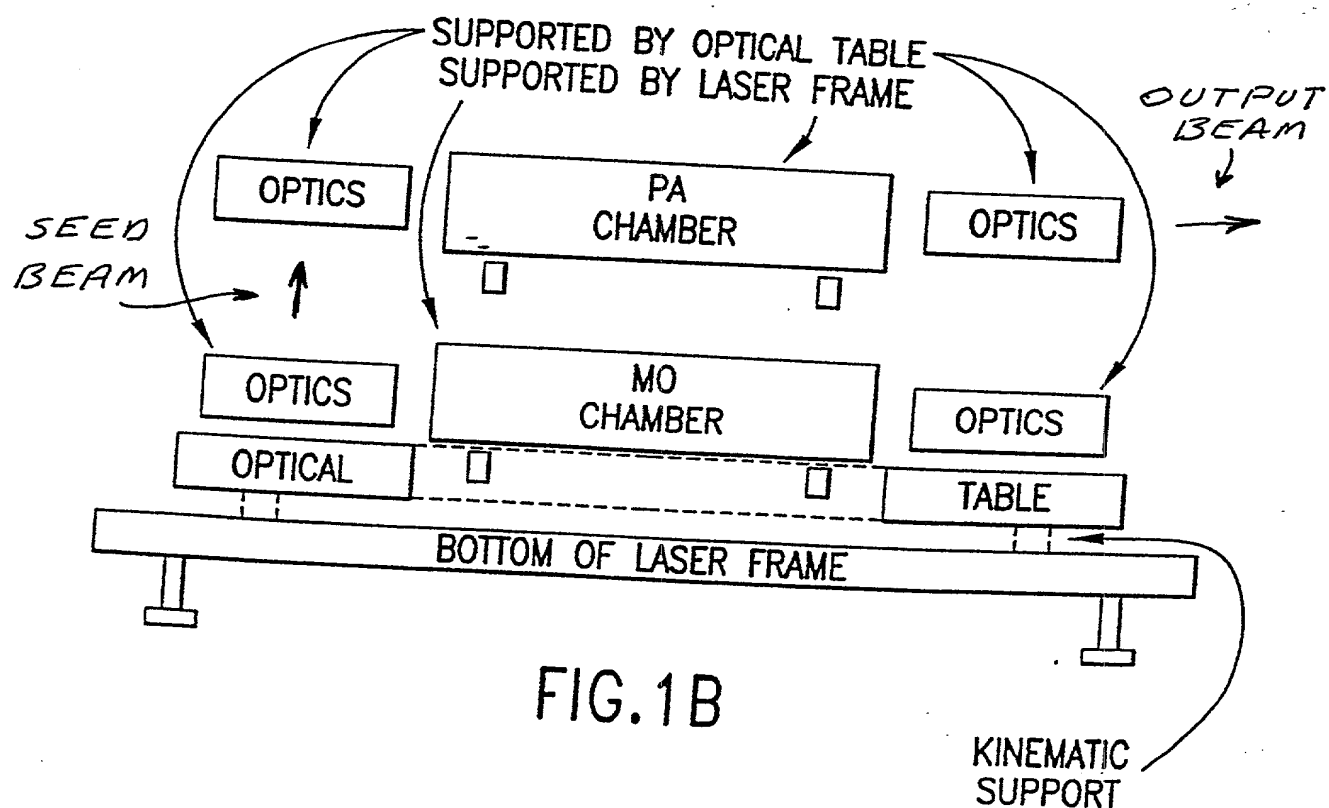 SUPPORTED BY OPTICAL TABLE
SUPPORTED BY LASER FRAME
OUTPUT
BEAM
OPTICS
PA
CHAMBER
OPTICS
SEED
BEAM
OPTICS
MO
CHAMBER
OPTICS
OPTICAL
TABLE
BOTTOM OF LASER FRAME
FIG.1B
KINEMATIC
SUPPORT